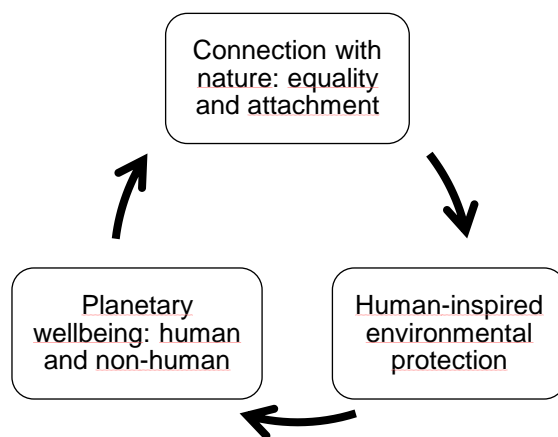 Connection with
nature: equality
and attachment
Planetary
wellbeing: human
and non-human
Human-inspired
environmental
protection